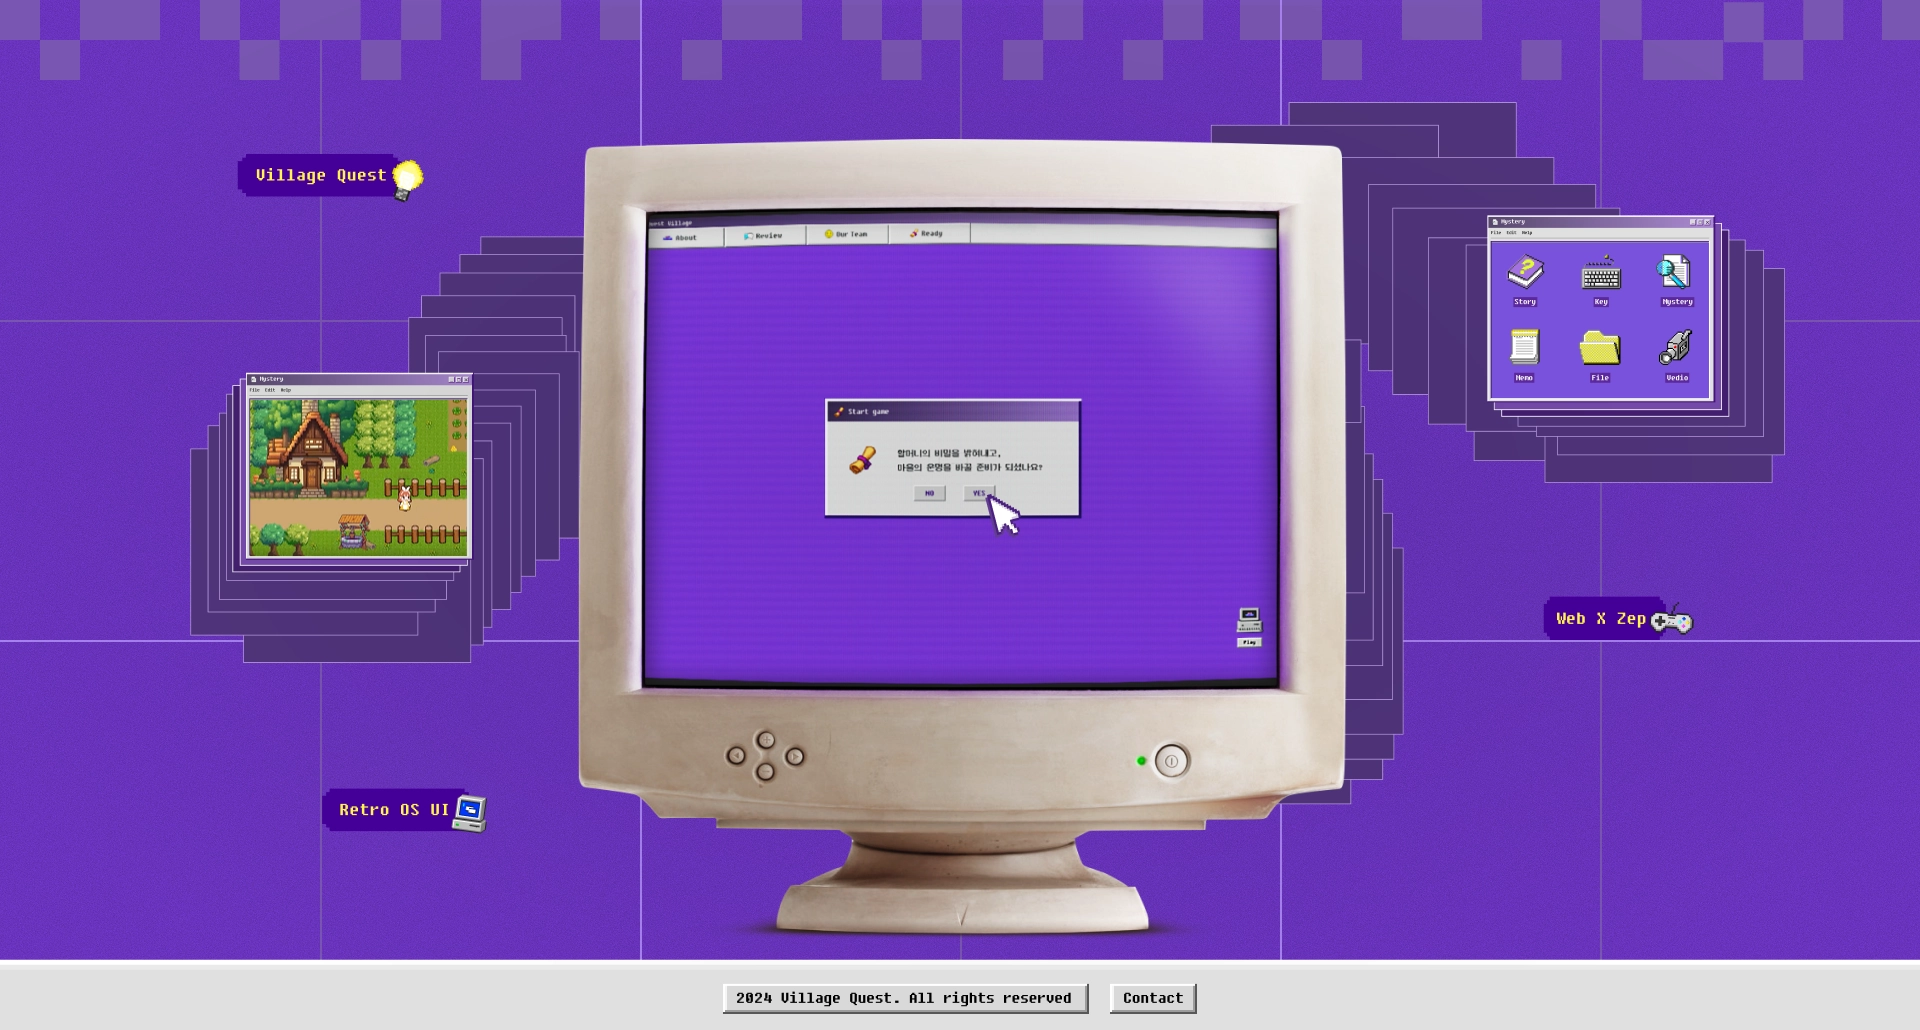 Village Quest
uest Village
About
Review
Our Team
Ready
Mystery
File Edit Help
Story
Key
Mystery
Memo
File
Vedio
Mystery
File Edit Help
Start game
할머니의 비밀을 밝혀내고,
마을의 운명을 바꿀 준비가 되셨나요?
NO
YES
Play
Web X Zep
Retro OS UI
2024 Village Quest. All rights reserved
Contact